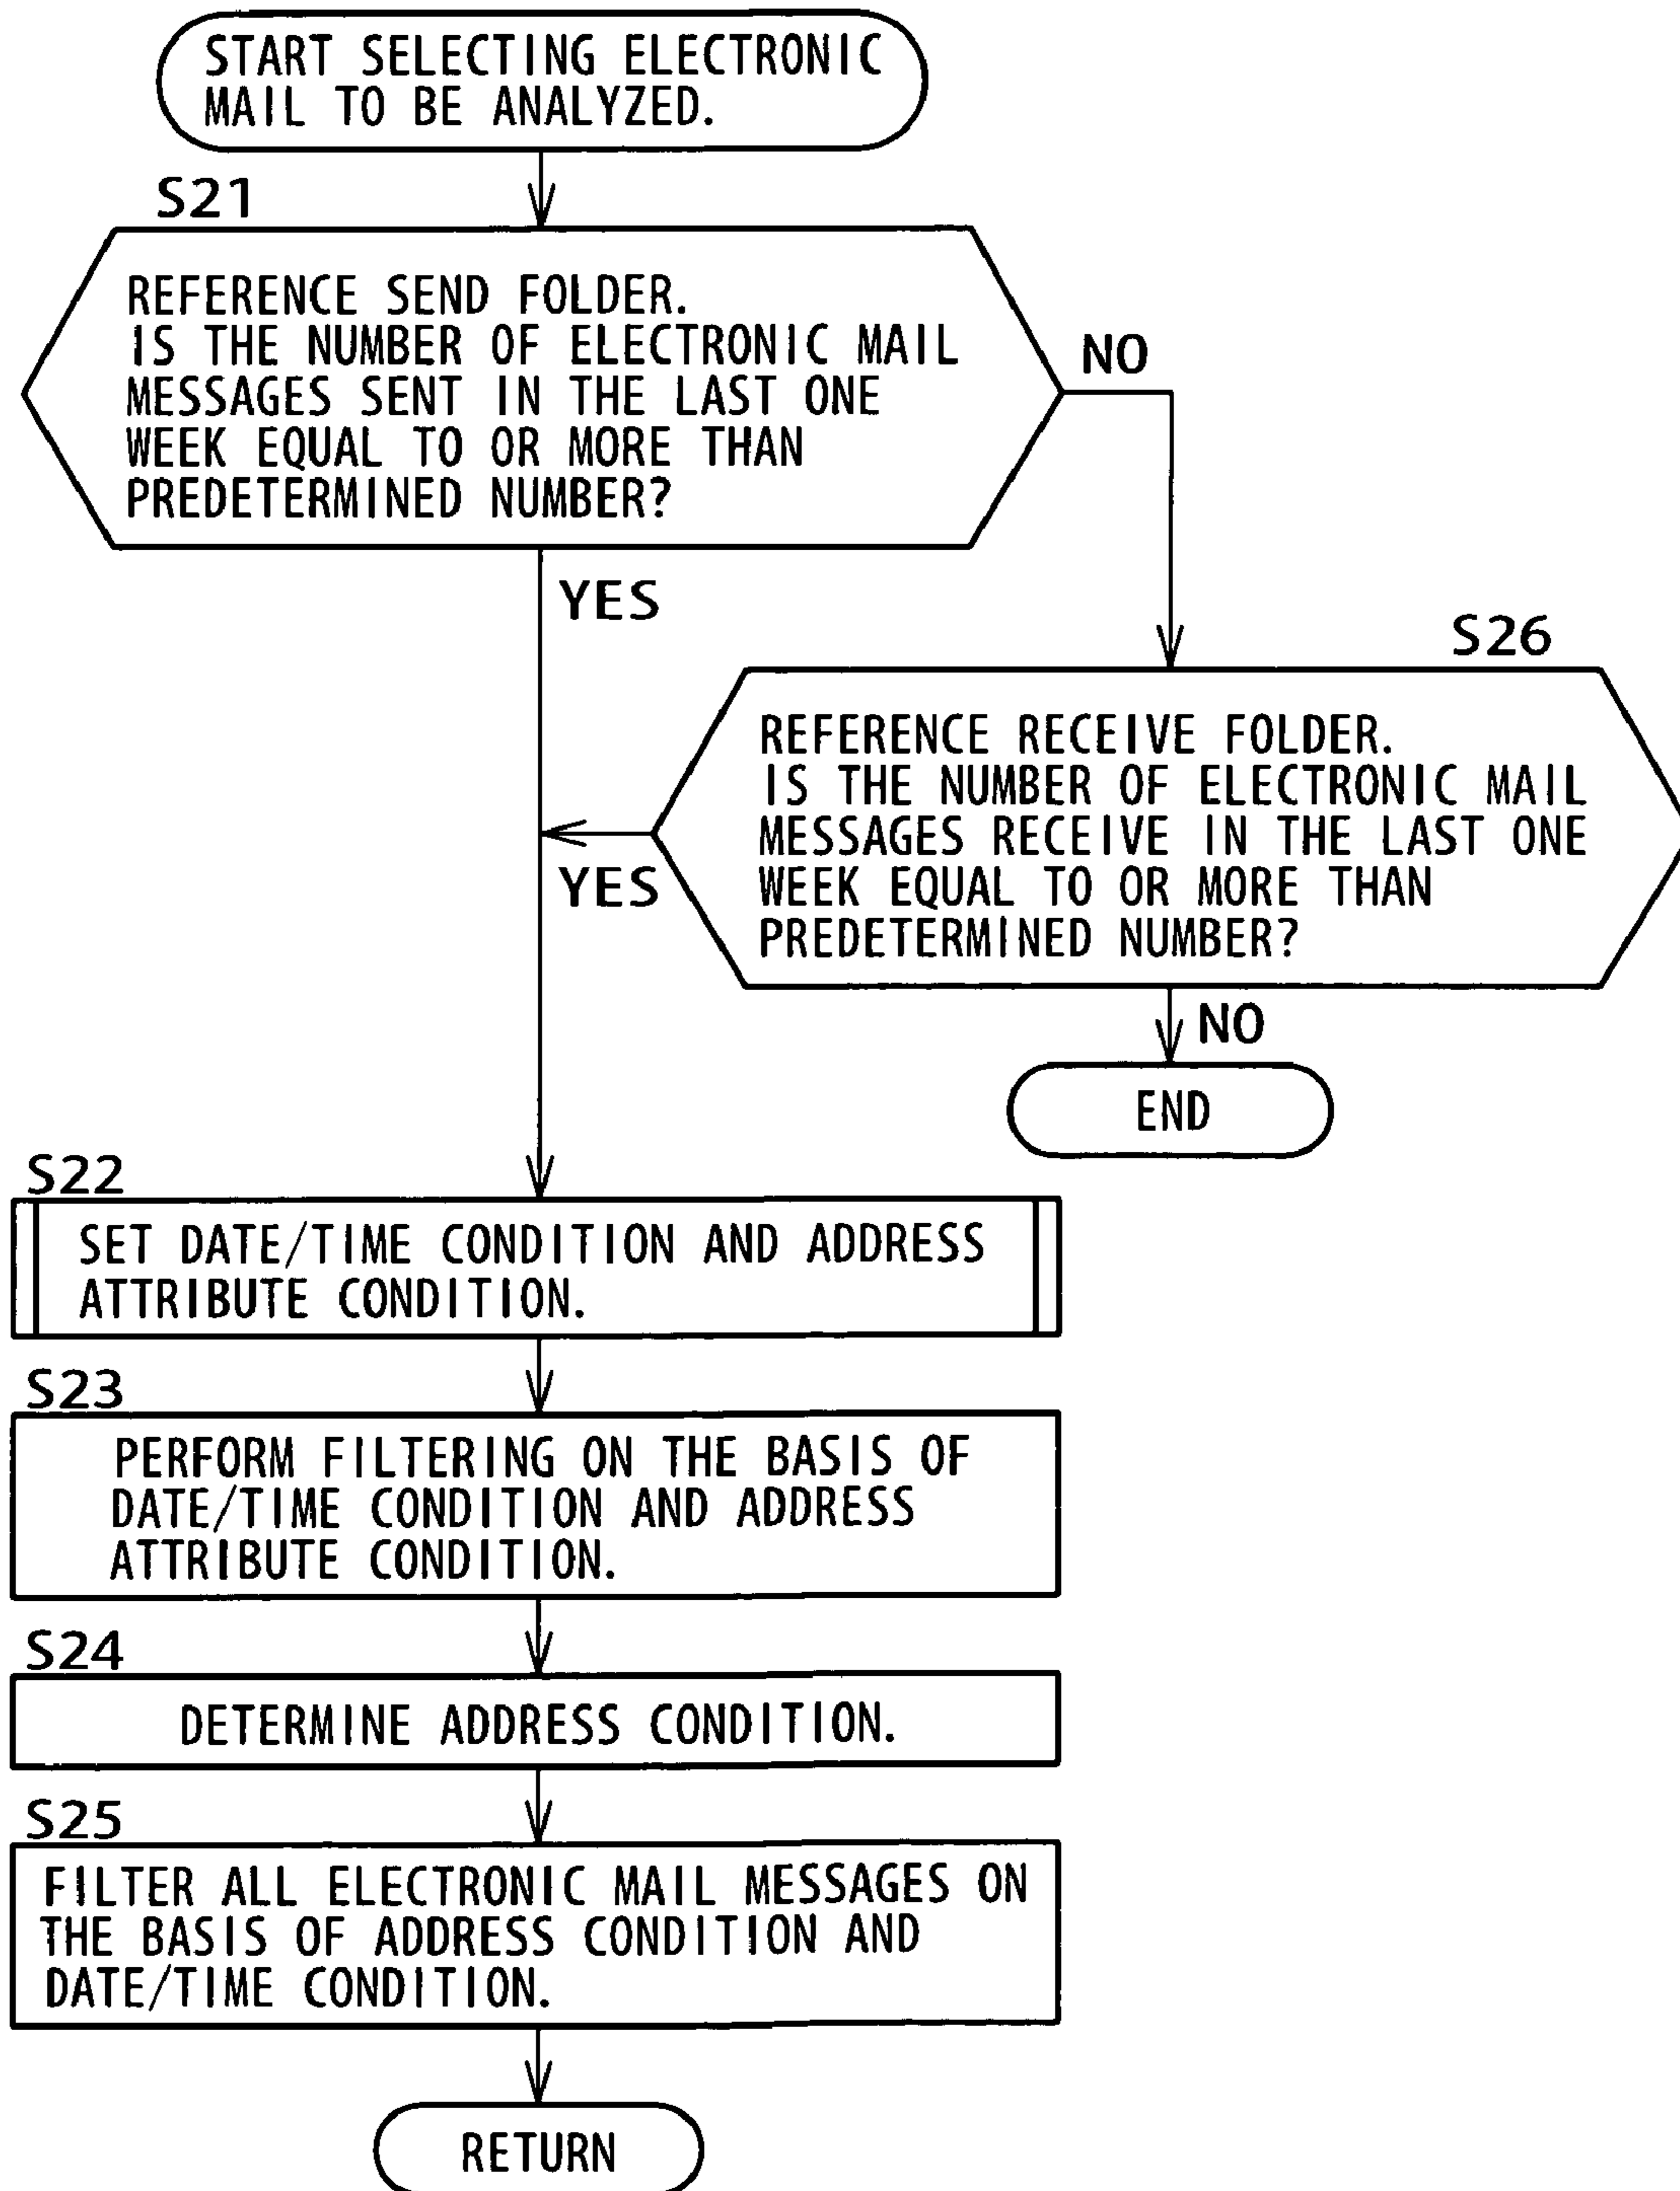 START SELECTING ELECTRONIC
MAIL TO BE ANALYZED.
S21
REFERENCE SEND FOLDER.
IS THE NUMBER OF ELECTRONIC MAIL
MESSAGES SENT IN THE LAST ONE
WEEK EQUAL TO OR MORE THAN
PREDETERMINED NUMBER?
NO
YES
S26
REFERENCE RECEIVE FOLDER.
IS THE NUMBER OF ELECTRONIC MAIL
MESSAGES RECEIVE IN THE LAST ONE
WEEK EQUAL TO OR MORE THAN
PREDETERMINED NUMBER?
YES
NO
END
S22
SET DATE/TIME CONDITION AND ADDRESS
ATTRIBUTE CONDITION.
S23
PERFORM FILTERING ON THE BASIS OF
DATE/TIME CONDITION AND ADDRESS
ATTRIBUTE CONDITION.
S24
DETERMINE ADDRESS CONDITION.
S25
FILTER ALL ELECTRONIC MAIL MESSAGES ON
THE BASIS OF ADDRESS CONDITION AND
DATE/TIME CONDITION.
RETURN